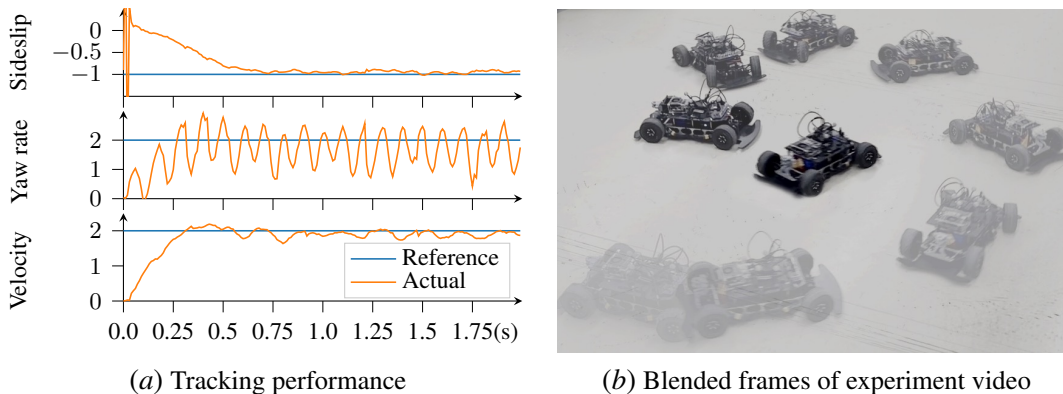 Sideslip
0
−0.5
−1
Yaw rate
2
1
0
Velocity
2
1
0
Reference
Actual
0.0 0.25 0.5 0.75 1.0 1.25 1.5 1.75(s)
(a) Tracking performance
(b) Blended frames of experiment video